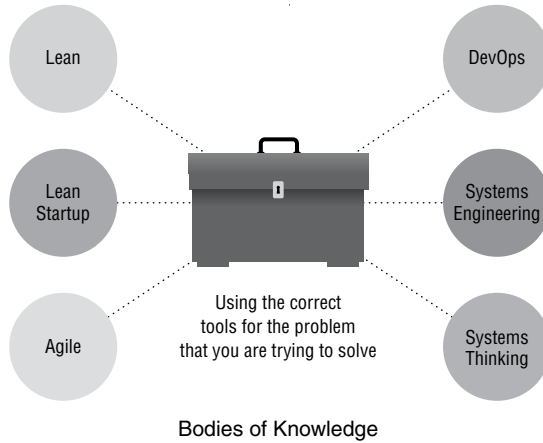 Lean
DevOps
Lean
Startup
Systems
Engineering
Agile
Systems
Thinking
Using the correct
tools for the problem
that you are trying to solve
Bodies of Knowledge